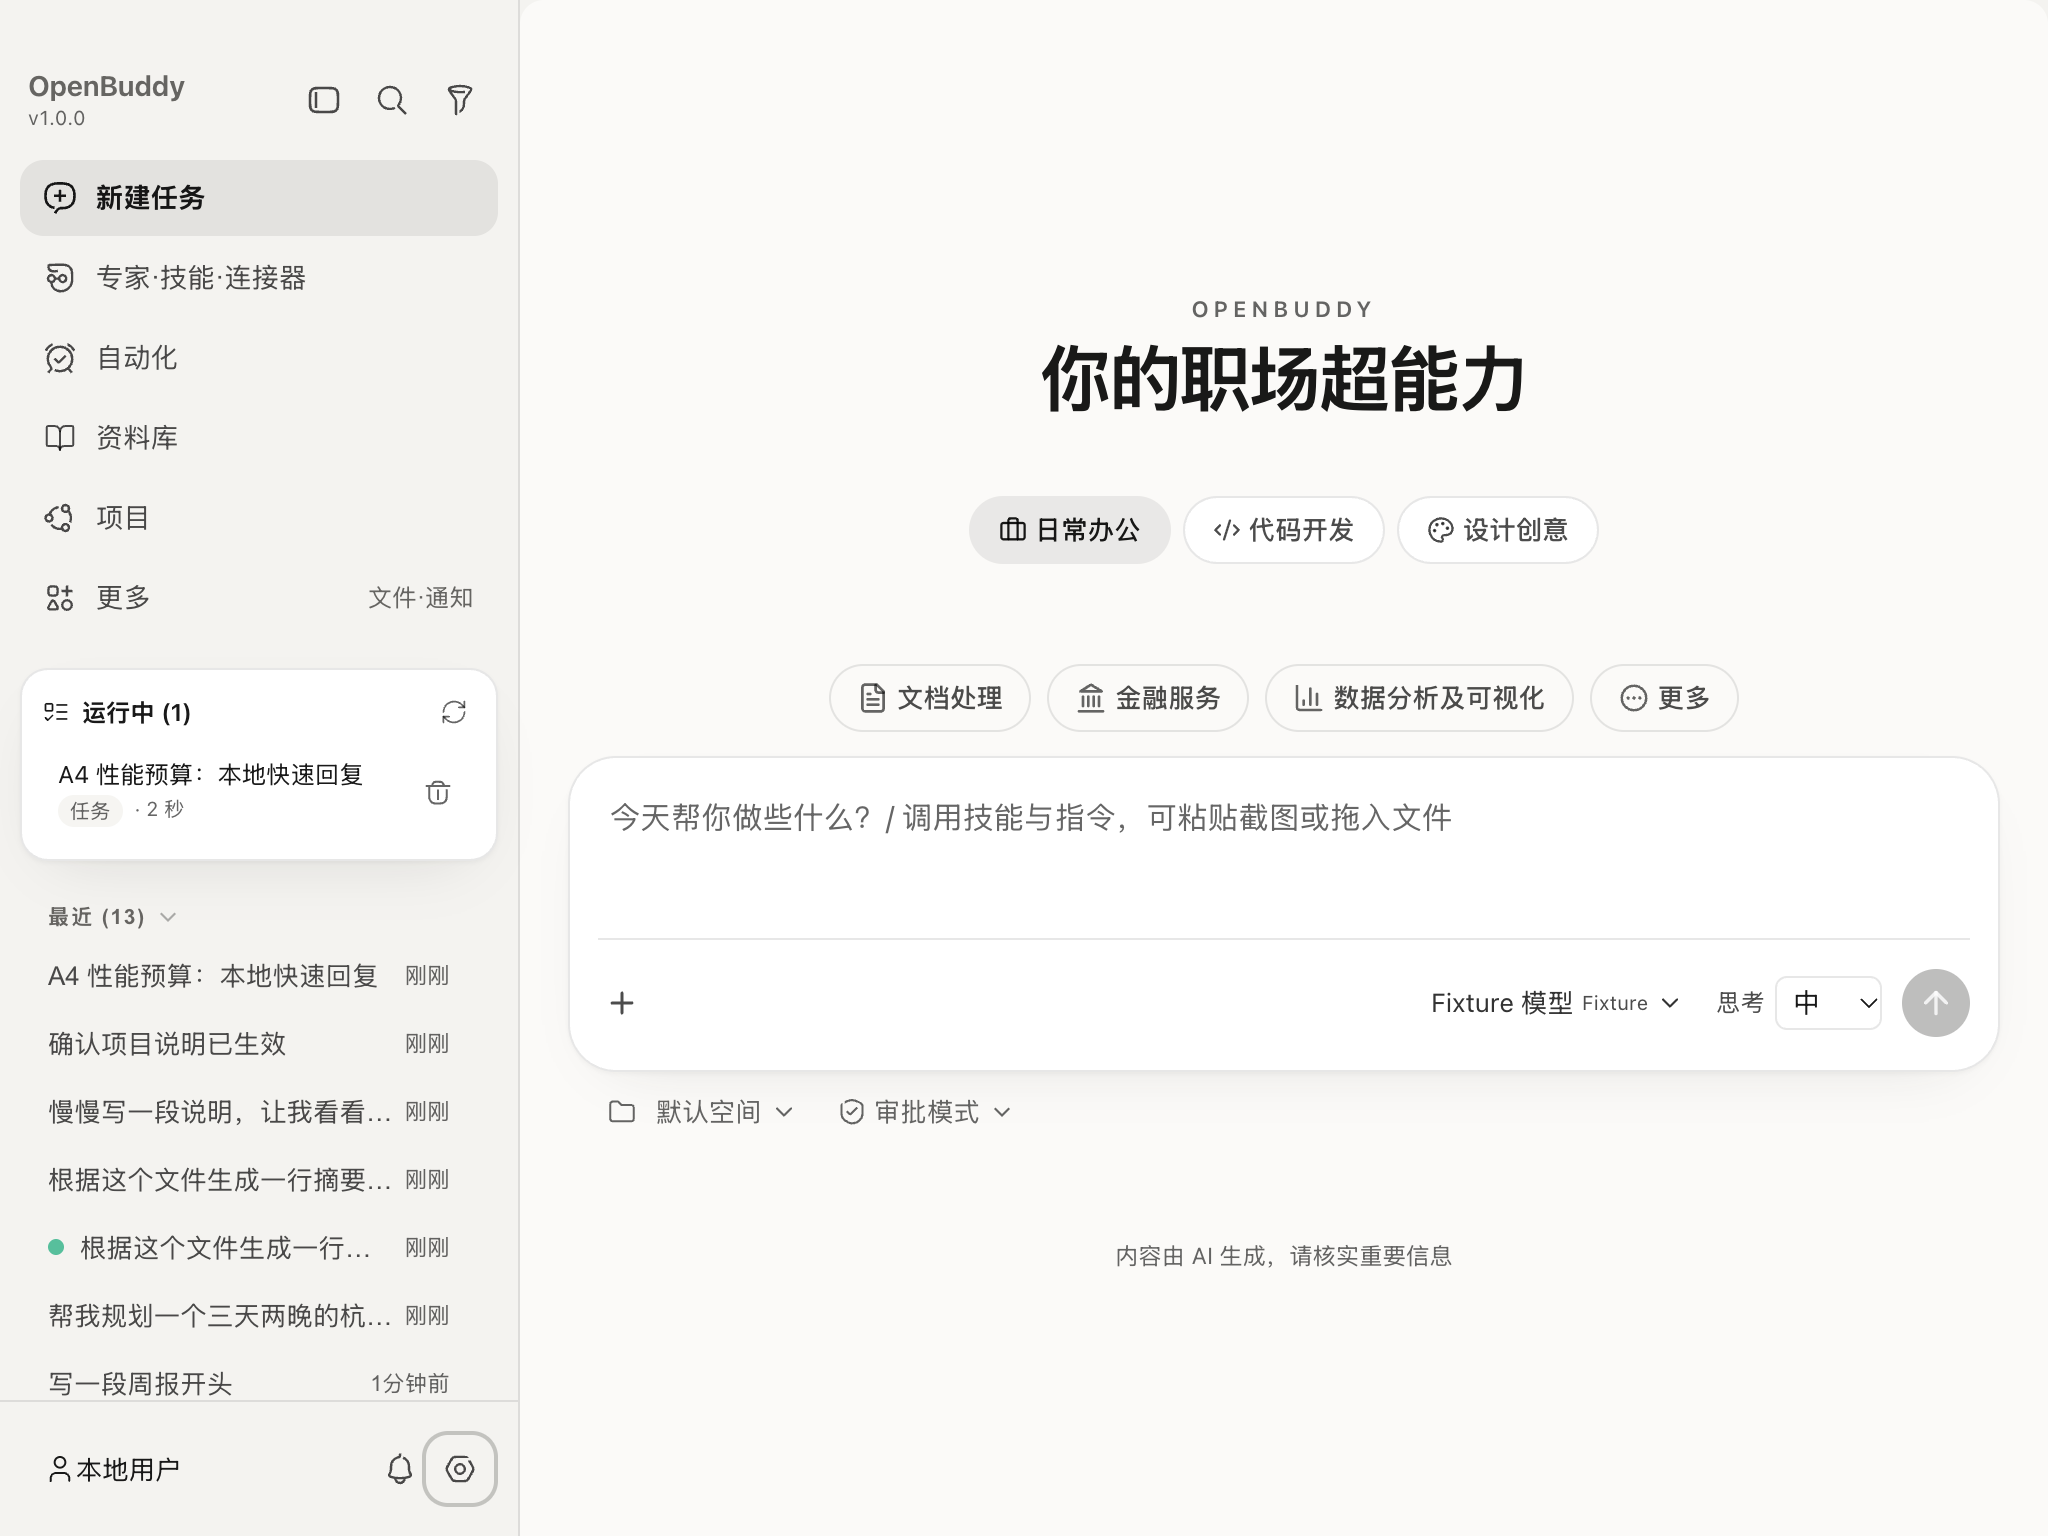 OpenBuddy
v1.0.0
新建任务
专家·技能·连接器
自动化
资料库
项目
更多 文件·通知
运行中 (1)
A4 性能预算：本地快速回复
任务 · 2 秒
最近 (13)
A4 性能预算：本地快速回复 刚刚
确认项目说明已生效 刚刚
慢慢写一段说明，让我看看... 刚刚
根据这个文件生成一行摘要... 刚刚
根据这个文件生成一行... 刚刚
帮我规划一个三天两晚的杭... 刚刚
写一段周报开头 1分钟前
本地用户
OPENBUDDY
你的职场超能力
日常办公 代码开发 设计创意
文档处理 金融服务 数据分析及可视化 更多
今天帮你做些什么？/ 调用技能与指令，可粘贴截图或拖入文件
Fixture 模型 Fixture 思考 中
默认空间 审批模式
内容由 AI 生成，请核实重要信息